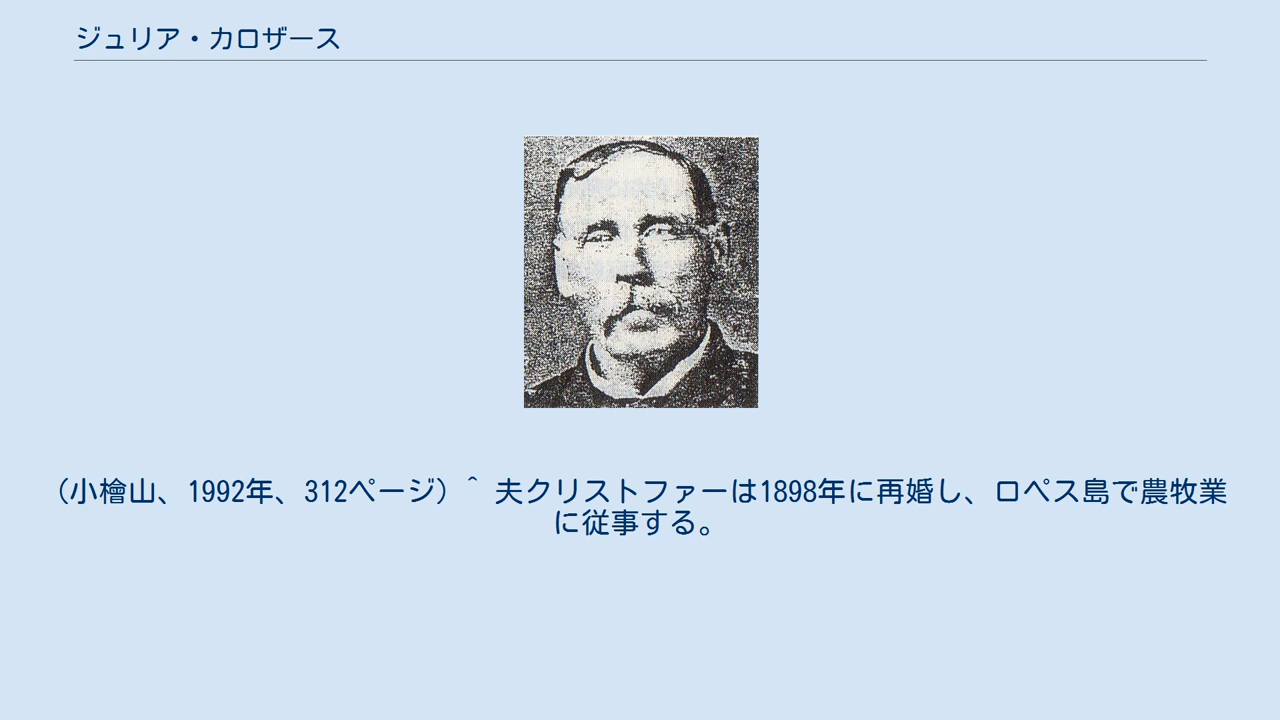 ジュリア・カロザース
（小檜山、1992年、312ページ）^ 夫クリストファーは1898年に再婚し、ロペス島で農牧業
に従事する。